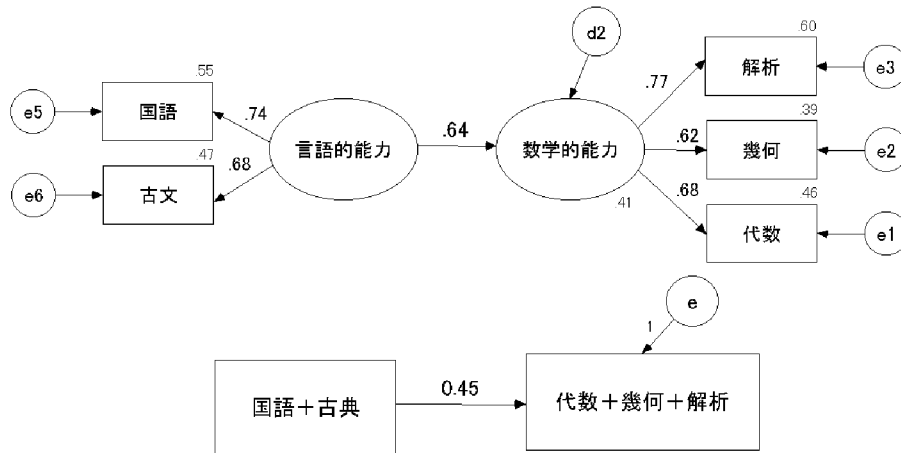 d2
.60
.55
解析
e3
.77
e5
国語
.74
.39
言語的能力
.64
数学的能力
.62
幾何
e2
.47
.68
.68
.46
e6
古文
.41
代数
e1
e
1
国語＋古典
0.45
代数＋幾何＋解析